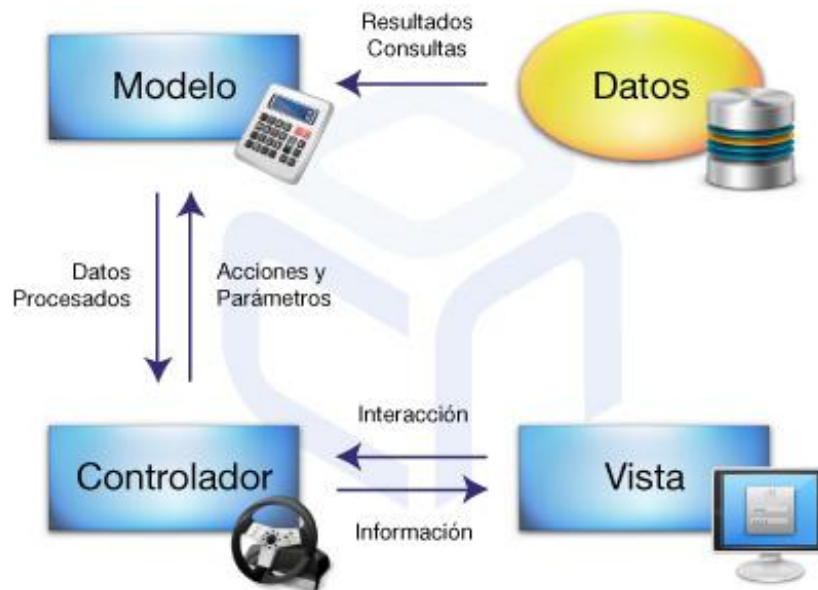 Resultados
Consultas
Modelo
Datos
Datos
Procesados
Acciones y
Parámetros
Interacción
Controlador
Vista
Información